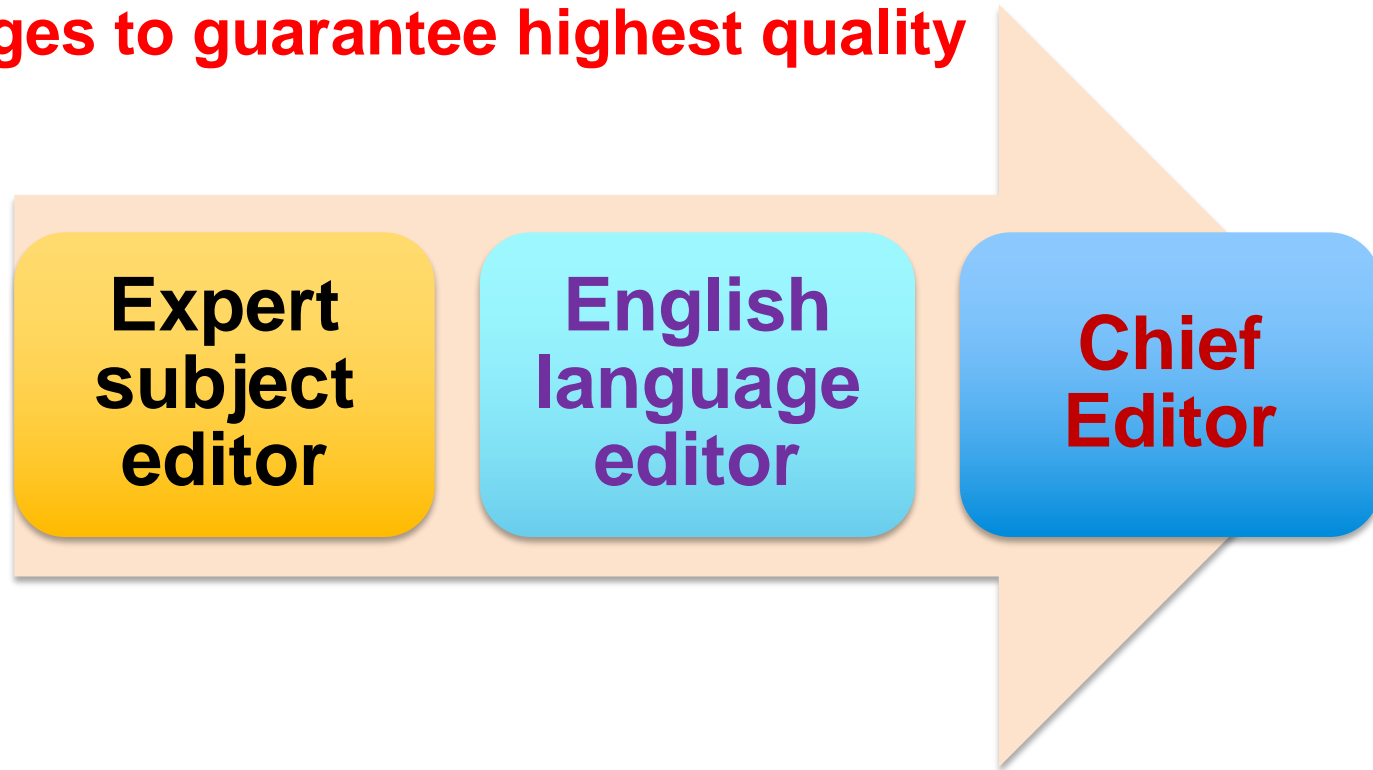 ges to guarantee highest quality
Expert
subject
editor
English
language
editor
Chief
Editor